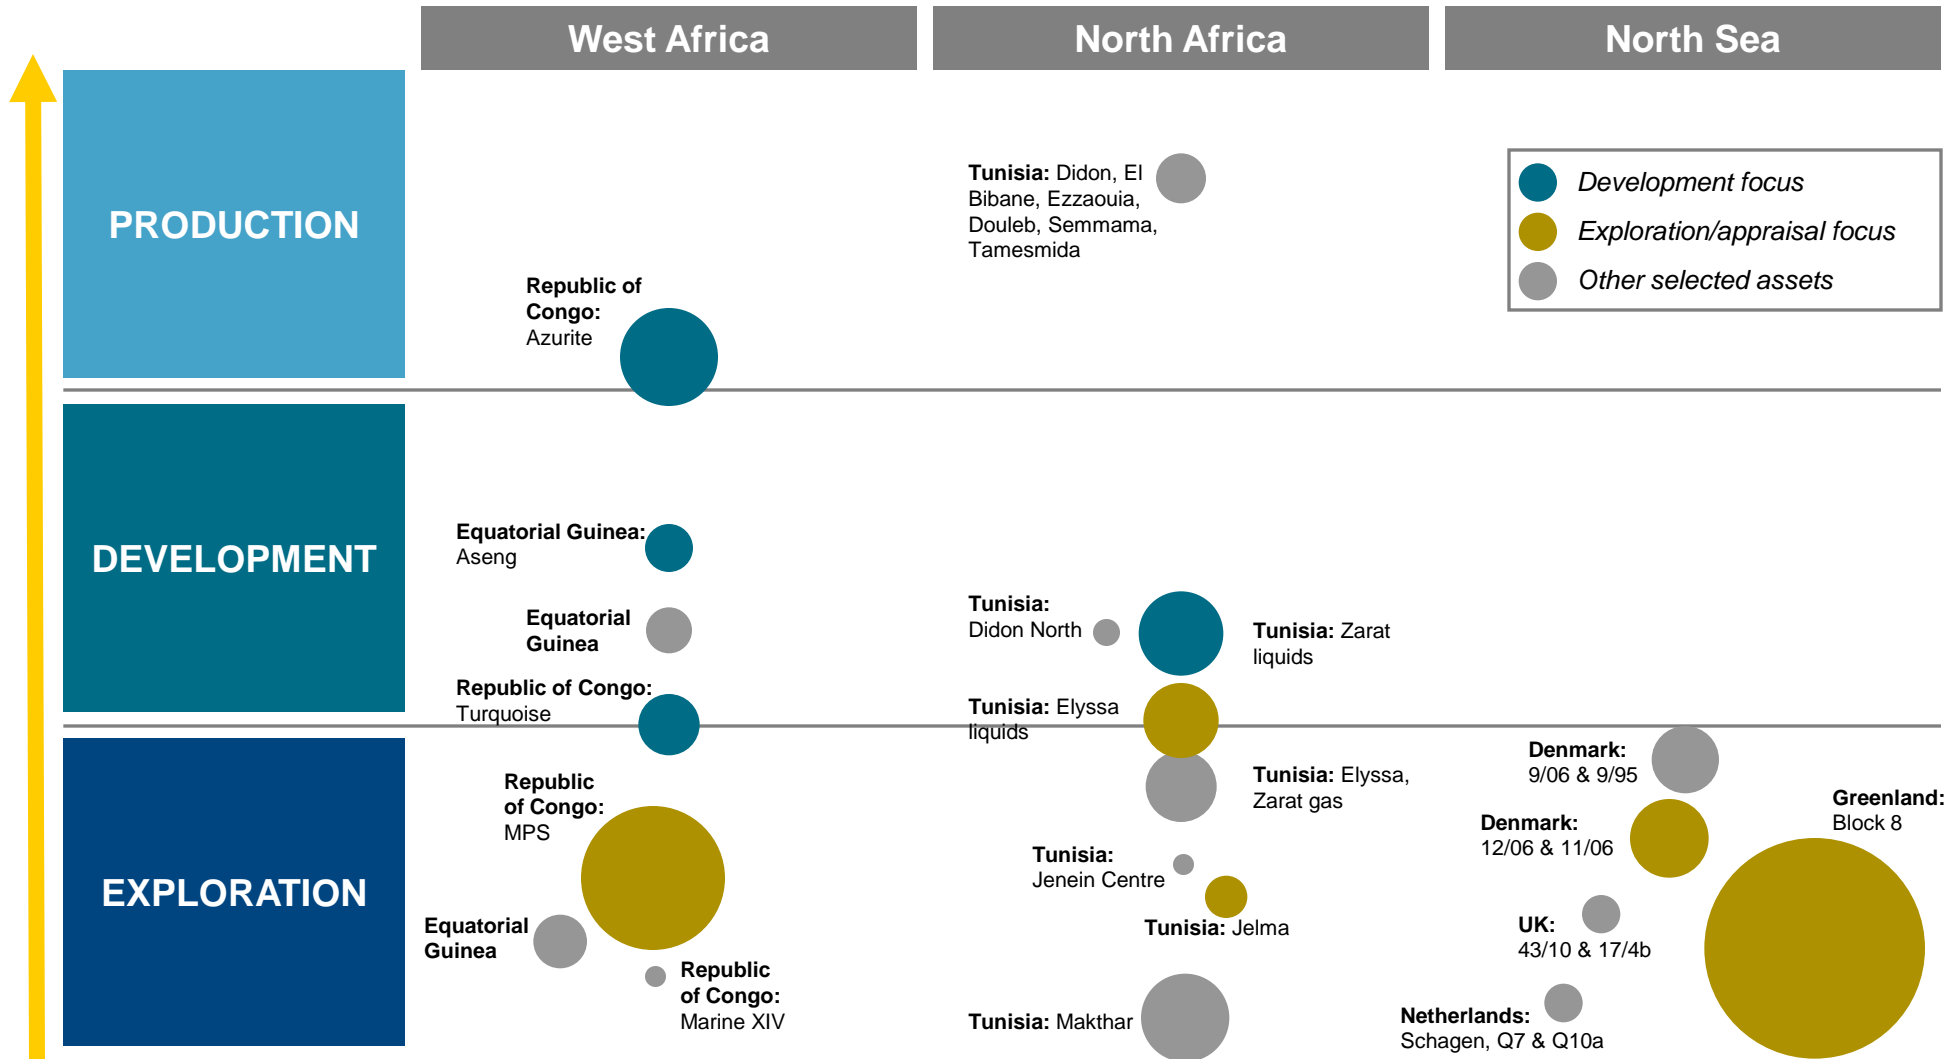 West Africa
North Africa
North Sea
PRODUCTION
Tunisia: Didon, El
Bibane, Ezzaouia,
Douleb, Semmama,
Tamesmida
Development focus
Exploration/appraisal focus
Other selected assets
Republic of
Congo:
Azurite
DEVELOPMENT
Equatorial Guinea:
Aseng
Equatorial
Guinea
Republic of Congo:
Turquoise
Tunisia:
Didon North
Tunisia: Zarat
liquids
Tunisia: Elyssa
liquids
EXPLORATION
Republic
of Congo:
MPS
Equatorial
Guinea
Republic
of Congo:
Marine XIV
Tunisia: Elyssa,
Zarat gas
Tunisia:
Jenein Centre
Tunisia: Jelma
Tunisia: Makthar
Denmark:
9/06 & 9/95
Denmark:
12/06 & 11/06
Greenland:
Block 8
UK:
43/10 & 17/4b
Netherlands:
Schagen, Q7 & Q10a